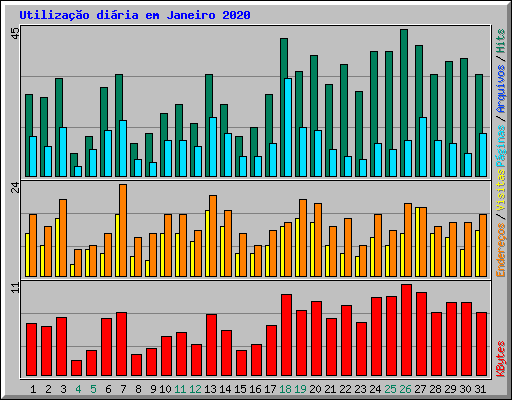 Utilização diária em Janeiro 2020
45
24
11
Endereços / Visitas Páginas / Arquivos / Hits
KBytes
1 2 3 4 5 6 7 8 9 10 11 12 13 14 15 16 17 18 19 20 21 22 23 24 25 26 27 28 29 30 31